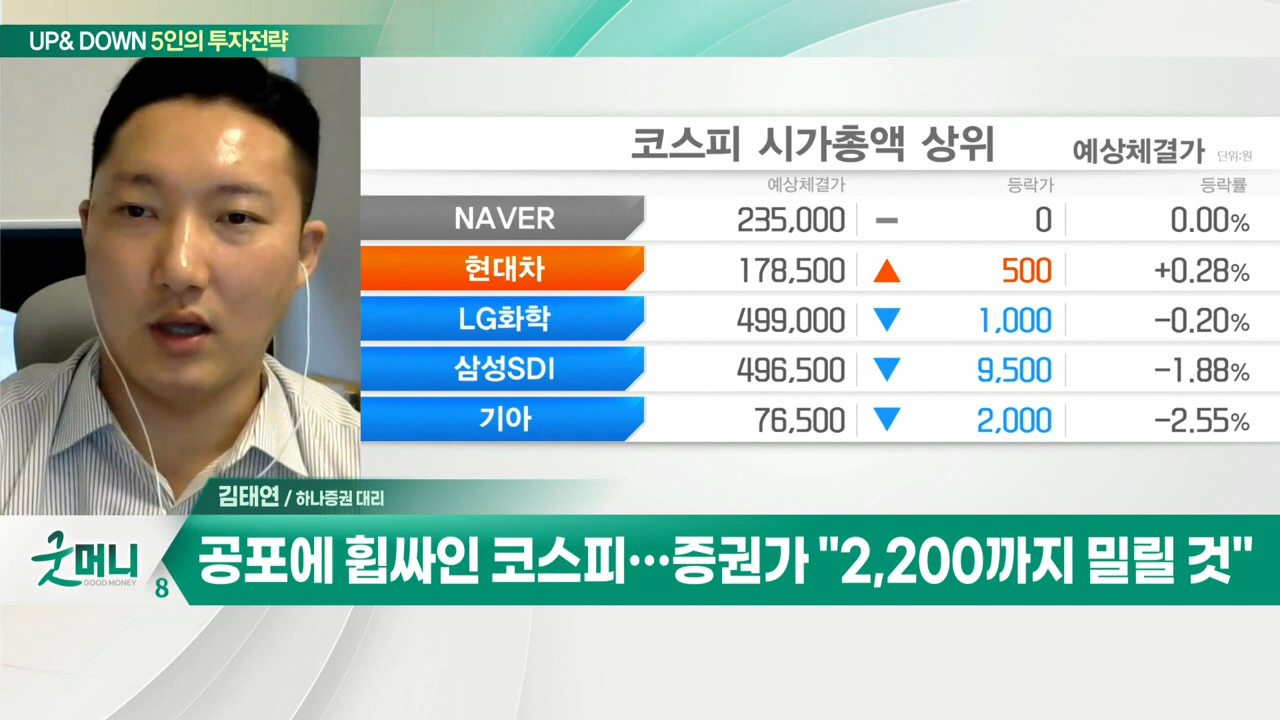 UP& DOWN 5인의 투자전략
코스피 시가총액 상위 예상체결가 단위:원
예상체결가 등락가 등락률
NAVER 235,000 – 0 0.00%
현대차 178,500 ▲ 500 +0.28%
LG화학 499,000 ▼ 1,000 -0.20%
삼성SDI 496,500 ▼ 9,500 -1.88%
기아 76,500 ▼ 2,000 -2.55%
김태연 / 하나증권 대리
굿머니
GOOD MONEY
8
공포에 휩싸인 코스피…증권가 "2,200까지 밀릴 것"